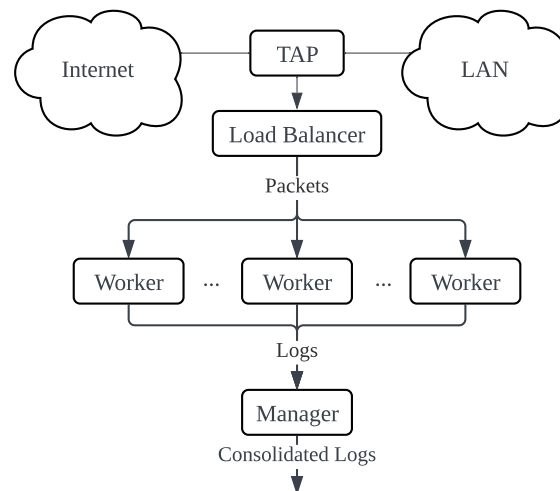 Internet
TAP
LAN
Load Balancer
Packets
Worker ... Worker ... Worker
Logs
Manager
Consolidated Logs